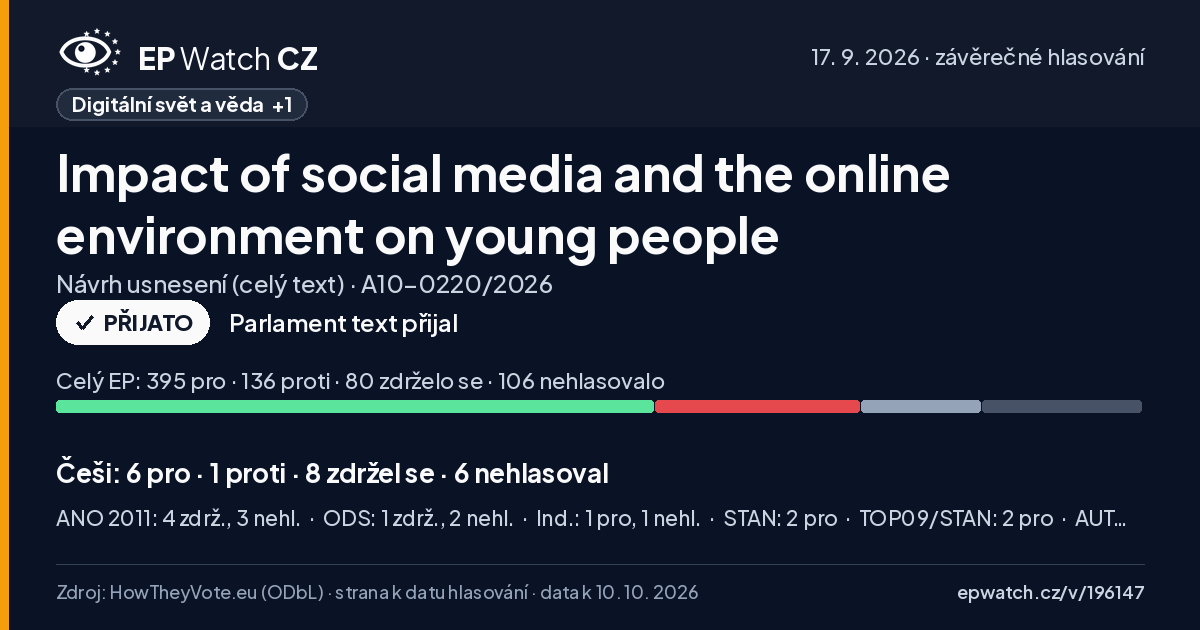 EP Watch CZ
17. 9. 2026 · závěrečné hlasování
Digitální svět a věda +1
Impact of social media and the online
environment on young people
Návrh usnesení (celý text) · A10–0220/2026
✓ PŘIJATO Parlament text přijal
Celý EP: 395 pro · 136 proti · 80 zdrželo se · 106 nehlasovalo
Češi: 6 pro · 1 proti · 8 zdržel se · 6 nehlasoval
ANO 2011: 4 zdrž., 3 nehl. · ODS: 1 zdrž., 2 nehl. · Ind.: 1 pro, 1 nehl. · STAN: 2 pro · TOP09/STAN: 2 pro · AUT…
Zdroj: HowTheyVote.eu (ODbL) · strana k datu hlasování · data k 10. 10. 2026
epwatch.cz/v/196147